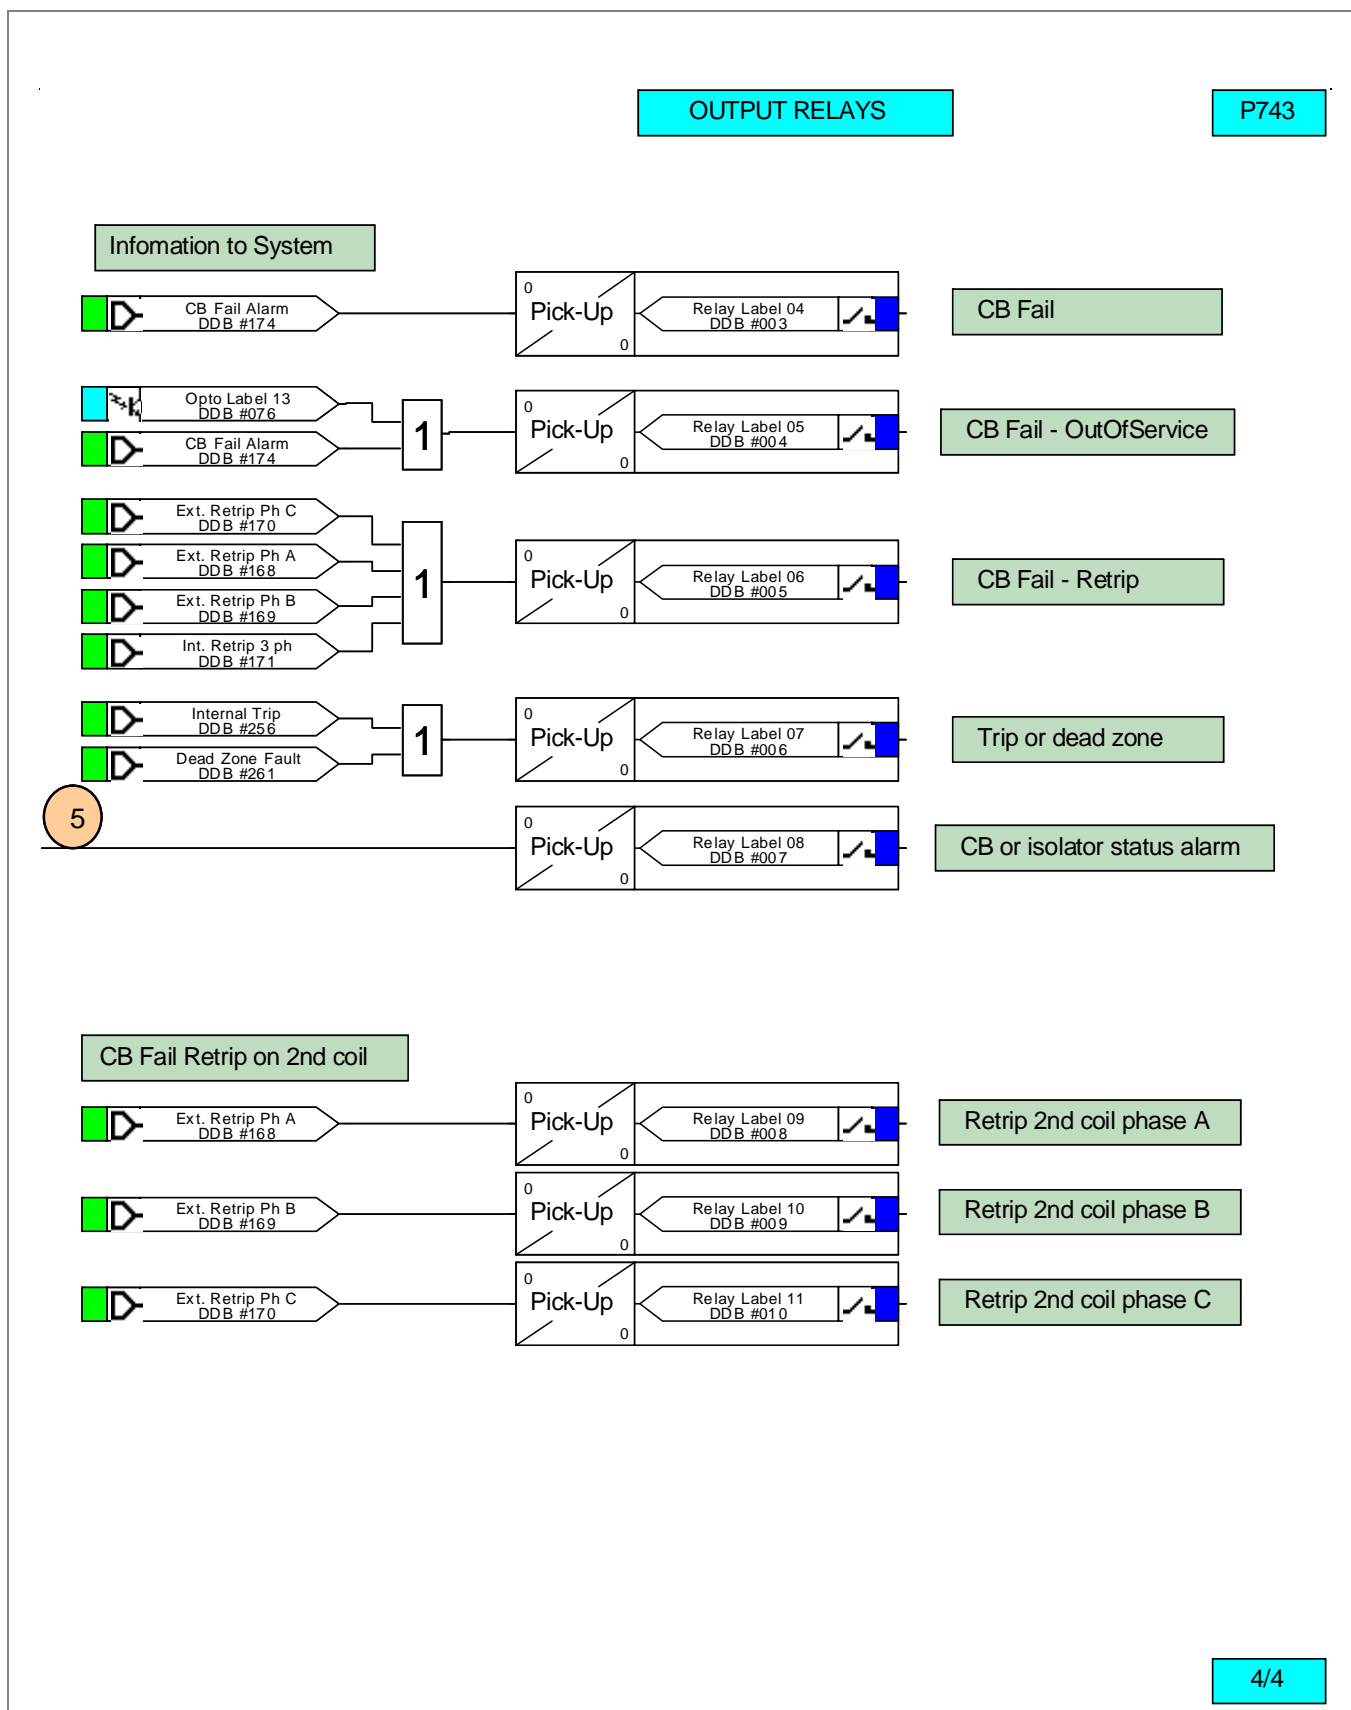 OUTPUT RELAYS
P743
Infomation to System
CB Fail Alarm
DDB #174
0
Pick-Up
0
Relay Label 04
DDB #003
CB Fail
Opto Label 13
DDB #076
CB Fail Alarm
DDB #174
1
0
Pick-Up
0
Relay Label 05
DDB #004
CB Fail - OutOfService
Ext. Retrip Ph C
DDB #170
Ext. Retrip Ph A
DDB #168
Ext. Retrip Ph B
DDB #169
Int. Retrip 3 ph
DDB #171
1
0
Pick-Up
0
Relay Label 06
DDB #005
CB Fail - Retrip
Internal Trip
DDB #256
Dead Zone Fault
DDB #261
1
0
Pick-Up
0
Relay Label 07
DDB #006
Trip or dead zone
5
0
Pick-Up
0
Relay Label 08
DDB #007
CB or isolator status alarm
CB Fail Retrip on 2nd coil
Ext. Retrip Ph A
DDB #168
0
Pick-Up
0
Relay Label 09
DDB #008
Retrip 2nd coil phase A
Ext. Retrip Ph B
DDB #169
0
Pick-Up
0
Relay Label 10
DDB #009
Retrip 2nd coil phase B
Ext. Retrip Ph C
DDB #170
0
Pick-Up
0
Relay Label 11
DDB #010
Retrip 2nd coil phase C
4/4